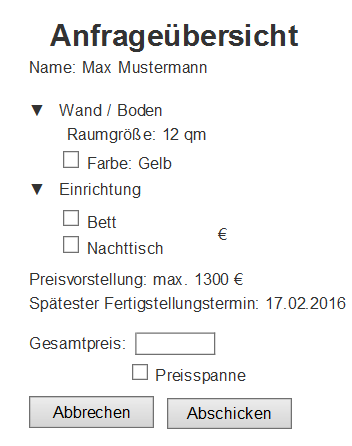 Anfrageübersicht
Name: Max Mustermann
▼ Wand / Boden
Raumgröße: 12 qm
Farbe: Gelb
▼ Einrichtung
Bett
€
Nachttisch
Preisvorstellung: max. 1300 €
Spätester Fertigstellungstermin: 17.02.2016
Gesamtpreis:
Preisspanne
Abbrechen Abschicken